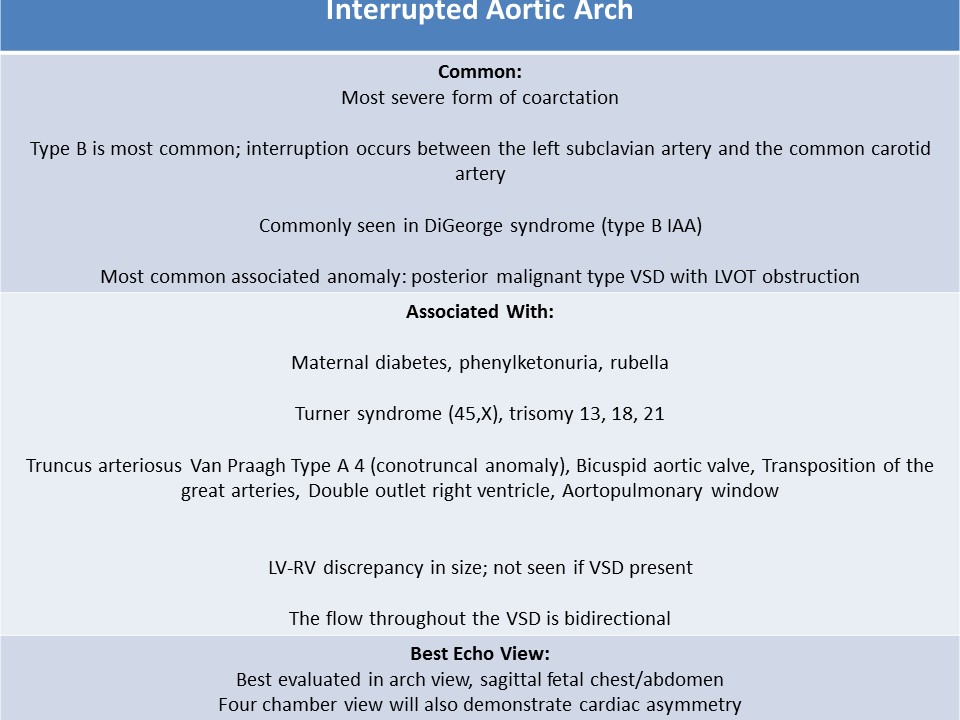 Interrupted Aortic Arch
Common:
Most severe form of coarctation
Type B is most common; interruption occurs between the left subclavian artery and the common carotid
artery
Commonly seen in DiGeorge syndrome (type B IAA)
Most common associated anomaly: posterior malignant type VSD with LVOT obstruction
Associated With:
Maternal diabetes, phenylketonuria, rubella
Turner syndrome (45,X), trisomy 13, 18, 21
Truncus arteriosus Van Praagh Type A 4 (conotruncal anomaly), Bicuspid aortic valve, Transposition of the
great arteries, Double outlet right ventricle, Aortopulmonary window
LV-RV discrepancy in size; not seen if VSD present
The flow throughout the VSD is bidirectional
Best Echo View:
Best evaluated in arch view, sagittal fetal chest/abdomen
Four chamber view will also demonstrate cardiac asymmetry